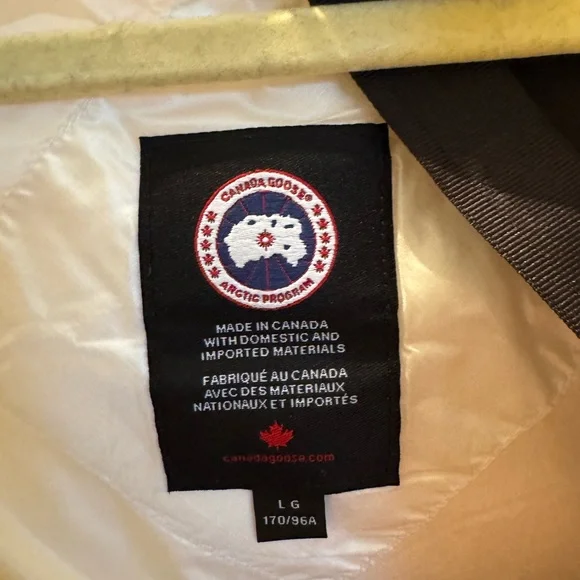 CANADA GOOSE®
ARCTIC PROGRAM
MADE IN CANADA
WITH DOMESTIC AND
IMPORTED MATERIALS
FABRIQUÉ AU CANADA
AVEC DES MATERIAUX
NATIONAUX ET IMPORTÉS
canadagoose.com
L G
170/96A